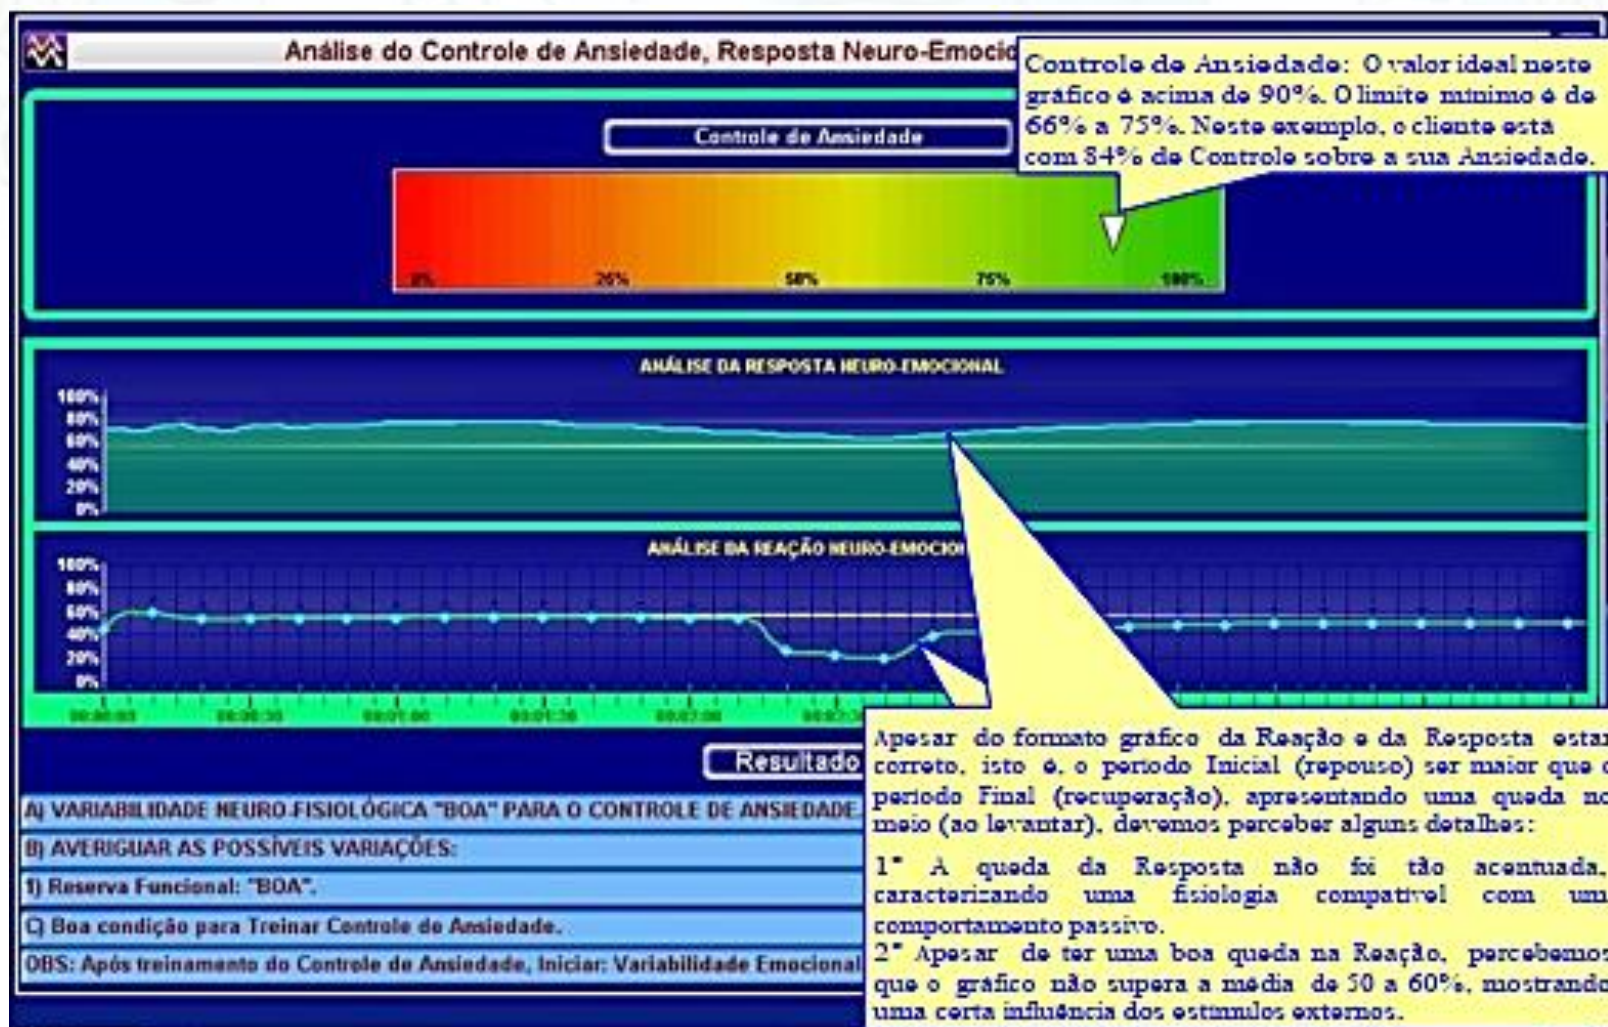 Análise do Controle de Ansiedade, Resposta Neuro-Emocio
Controle de Ansiedade: O valor ideal neste
gráfico é acima de 90%. O limite mínimo é de
66% a 75%. Neste exemplo, o cliente está
com 84% de Controle sobre a sua Ansiedade.
Controle de Ansiedade
0% 25% 50% 75% 100%
ANÁLISE DA RESPOSTA NEURO-EMOCIONAL
100%
80%
60%
40%
20%
0%
ANÁLISE DA REAÇÃO NEURO-EMOCIO
100%
80%
60%
40%
20%
0%
00:00:00 00:00:30 00:01:00 00:01:30 00:02:00 00:02:3
Resultado
A) VARIABILIDADE NEURO-FISIOLÓGICA "BOA" PARA O CONTROLE DE ANSIEDADE
B) AVERIGUAR AS POSSÍVEIS VARIAÇÕES:
1) Reserva Funcional: "BOA".
C) Boa condição para Treinar Controle de Ansiedade.
OBS: Após treinamento do Controle de Ansiedade, Iniciar: Variabilidade Emocional
Apesar do formato gráfico da Reação e da Resposta estar
correto, isto é, o período Inicial (repouso) ser maior que o
período Final (recuperação), apresentando uma queda no
meio (ao levantar), devemos perceber alguns detalhes:
1° A queda da Resposta não foi tão acentuada,
caracterizando uma fisiologia compatível com um
comportamento passivo.
2° Apesar de ter uma boa queda na Reação, percebemos
que o gráfico não supera a média de 50 a 60%, mostrando
uma certa influência dos estímulos externos.